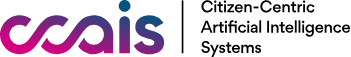 ccais
Citizen-Centric
Artificial Intelligence
Systems